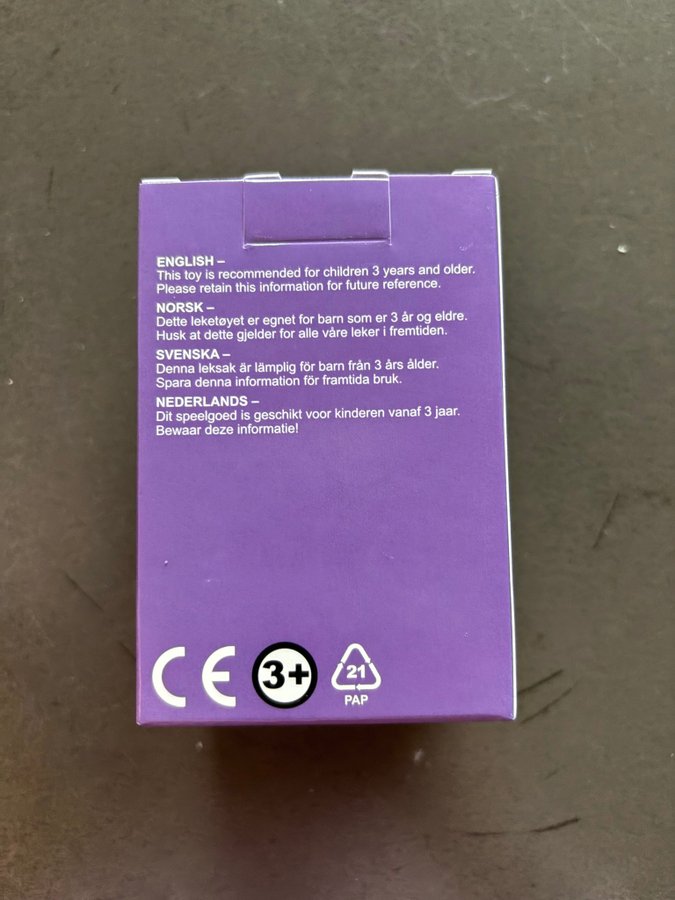 ENGLISH –
This toy is recommended for children 3 years and older.
Please retain this information for future reference.
NORSK –
Dette leketøyet er egnet for barn som er 3 år og eldre.
Husk at dette gjelder for alle våre leker i fremtiden.
SVENSKA –
Denna leksak är lämplig för barn från 3 års ålder.
Spara denna information för framtida bruk.
NEDERLANDS –
Dit speelgoed is geschikt voor kinderen vanaf 3 jaar.
Bewaar deze informatie!
CE 3+ 21
PAP